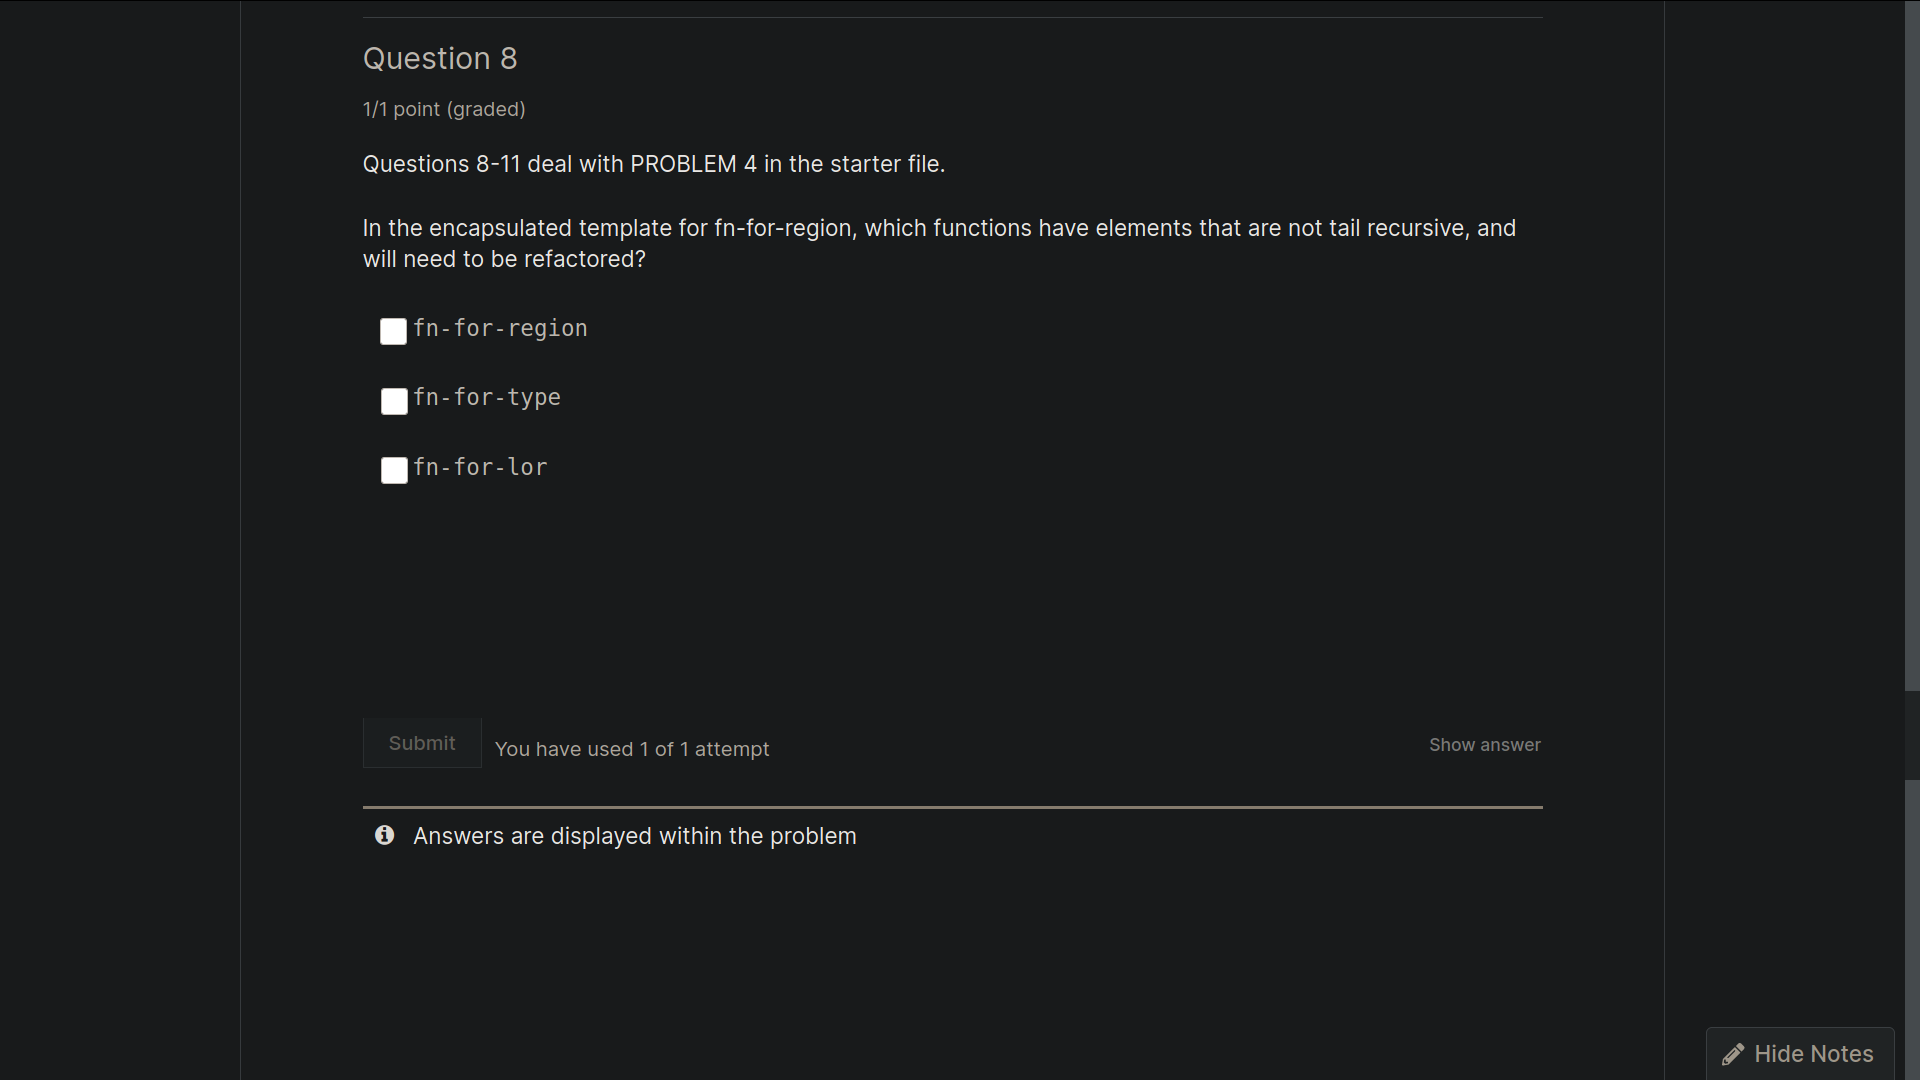 Question 8
1/1 point (graded)
Questions 8-11 deal with PROBLEM 4 in the starter file.
In the encapsulated template for fn-for-region, which functions have elements that are not tail recursive, and
will need to be refactored?
fn-for-region
fn-for-type
fn-for-lor
Submit
You have used 1 of 1 attempt
Show answer
Answers are displayed within the problem
Hide Notes